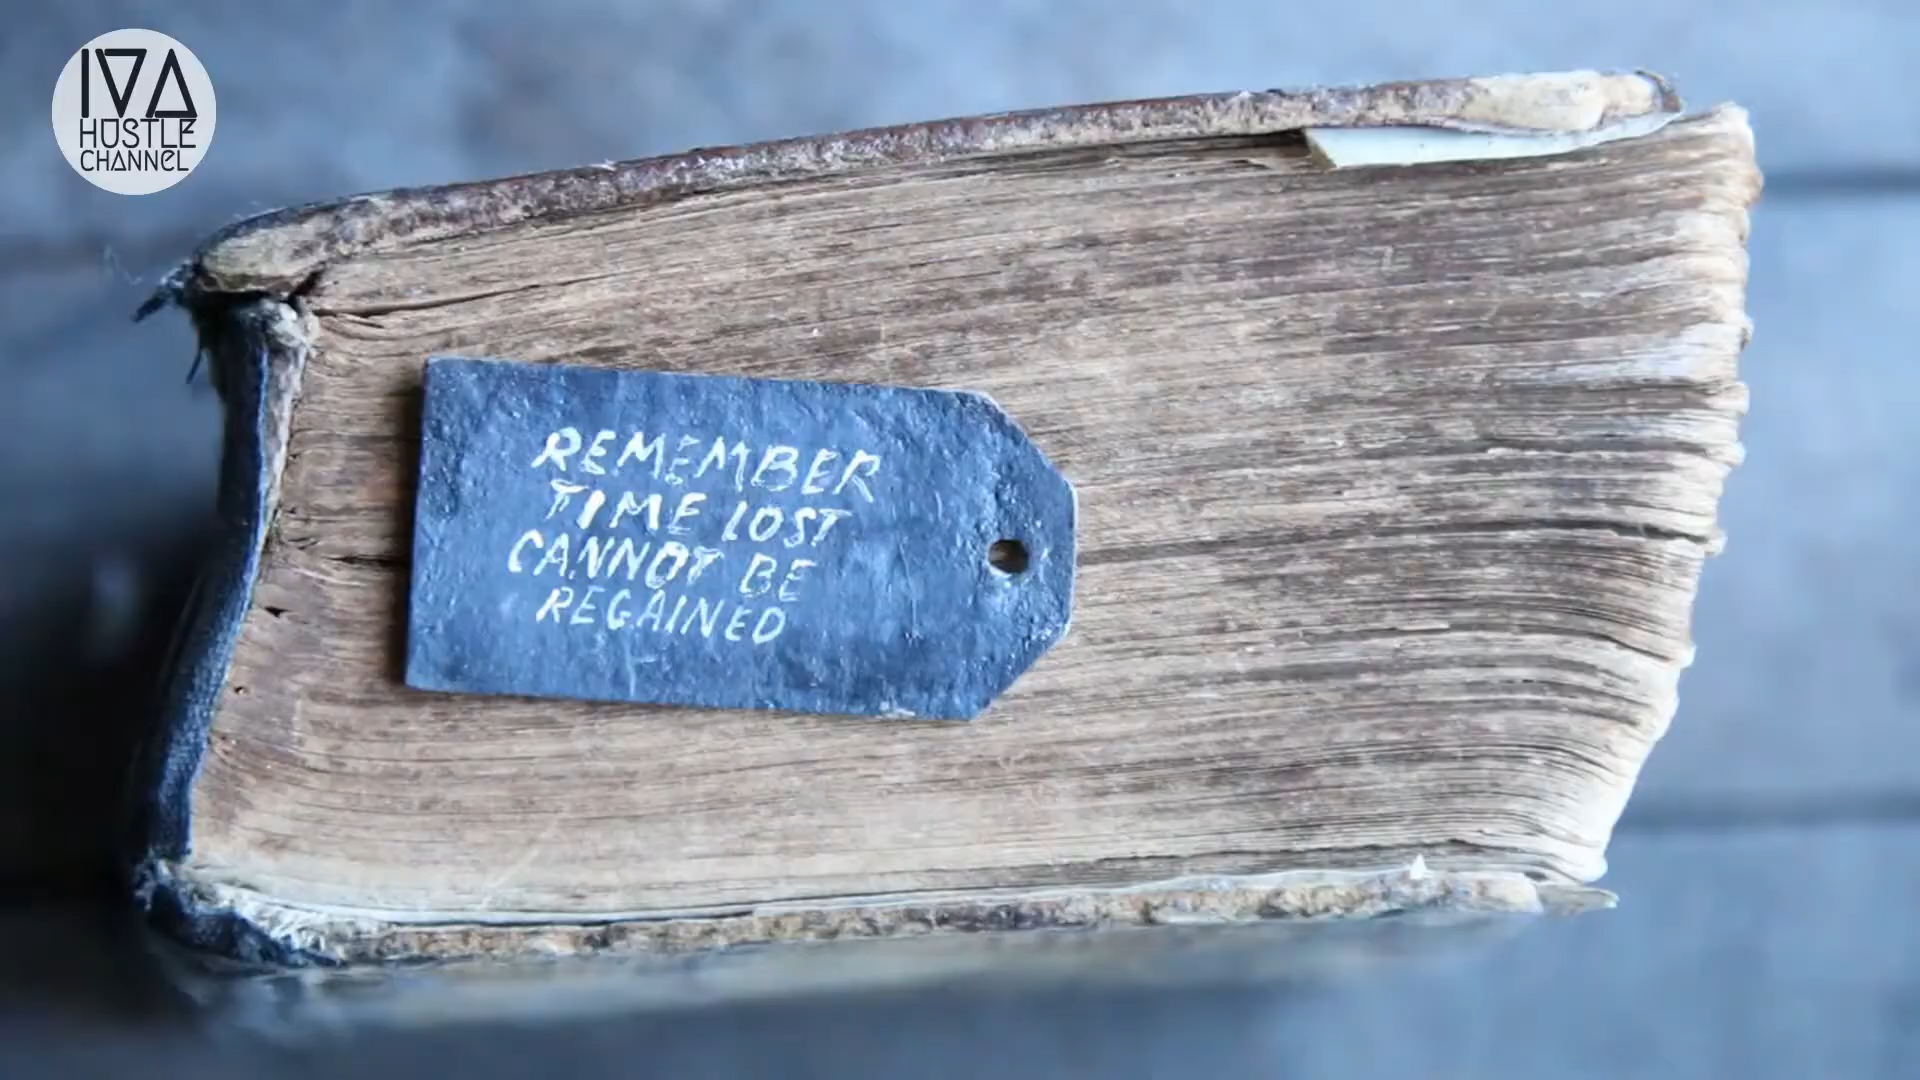 IVA
HUSTLE
CHANNEL
REMEMBER
TIME LOST
CANNOT BE
REGAINED